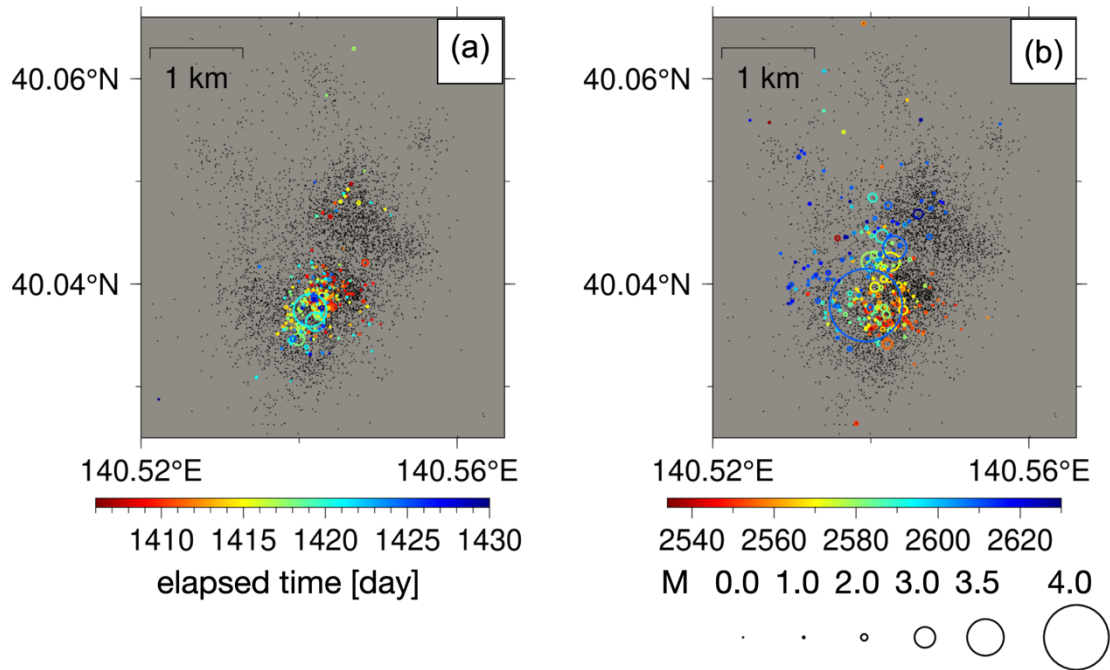 (a)
(b)
40.06°N
1 km
40.06°N
1 km
40.04°N
40.04°N
140.52°E 140.56°E
140.52°E 140.56°E
1410 1415 1420 1425 1430
2540 2560 2580 2600 2620
elapsed time [day]
M 0.0 1.0 2.0 3.0 3.5 4.0